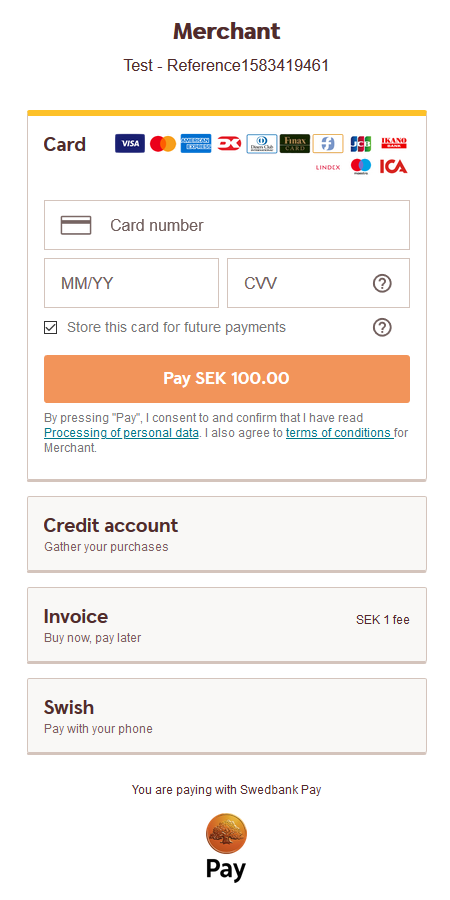 Merchant
Test - Reference1583419461
Card
VISA
AMERICAN EXPRESS
Diners Club
Finax
CARD
JCB
IKANO
BANK
LINDEX
ICA
Card number
MM/YY
CVV
?
Store this card for future payments
?
Pay SEK 100.00
By pressing "Pay", I consent to and confirm that I have read
Processing of personal data. I also agree to terms of conditions for
Merchant.
Credit account
Gather your purchases
Invoice
SEK 1 fee
Buy now, pay later
Swish
Pay with your phone
You are paying with Swedbank Pay
Pay